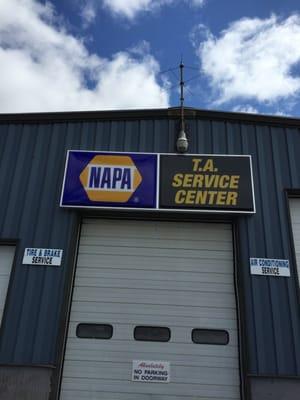 NAPA
T.A.
SERVICE
CENTER
TIRE & BRAKE
SERVICE
AIR CONDITIONING
SERVICE
Absolutely
NO PARKING
IN DOORWAY